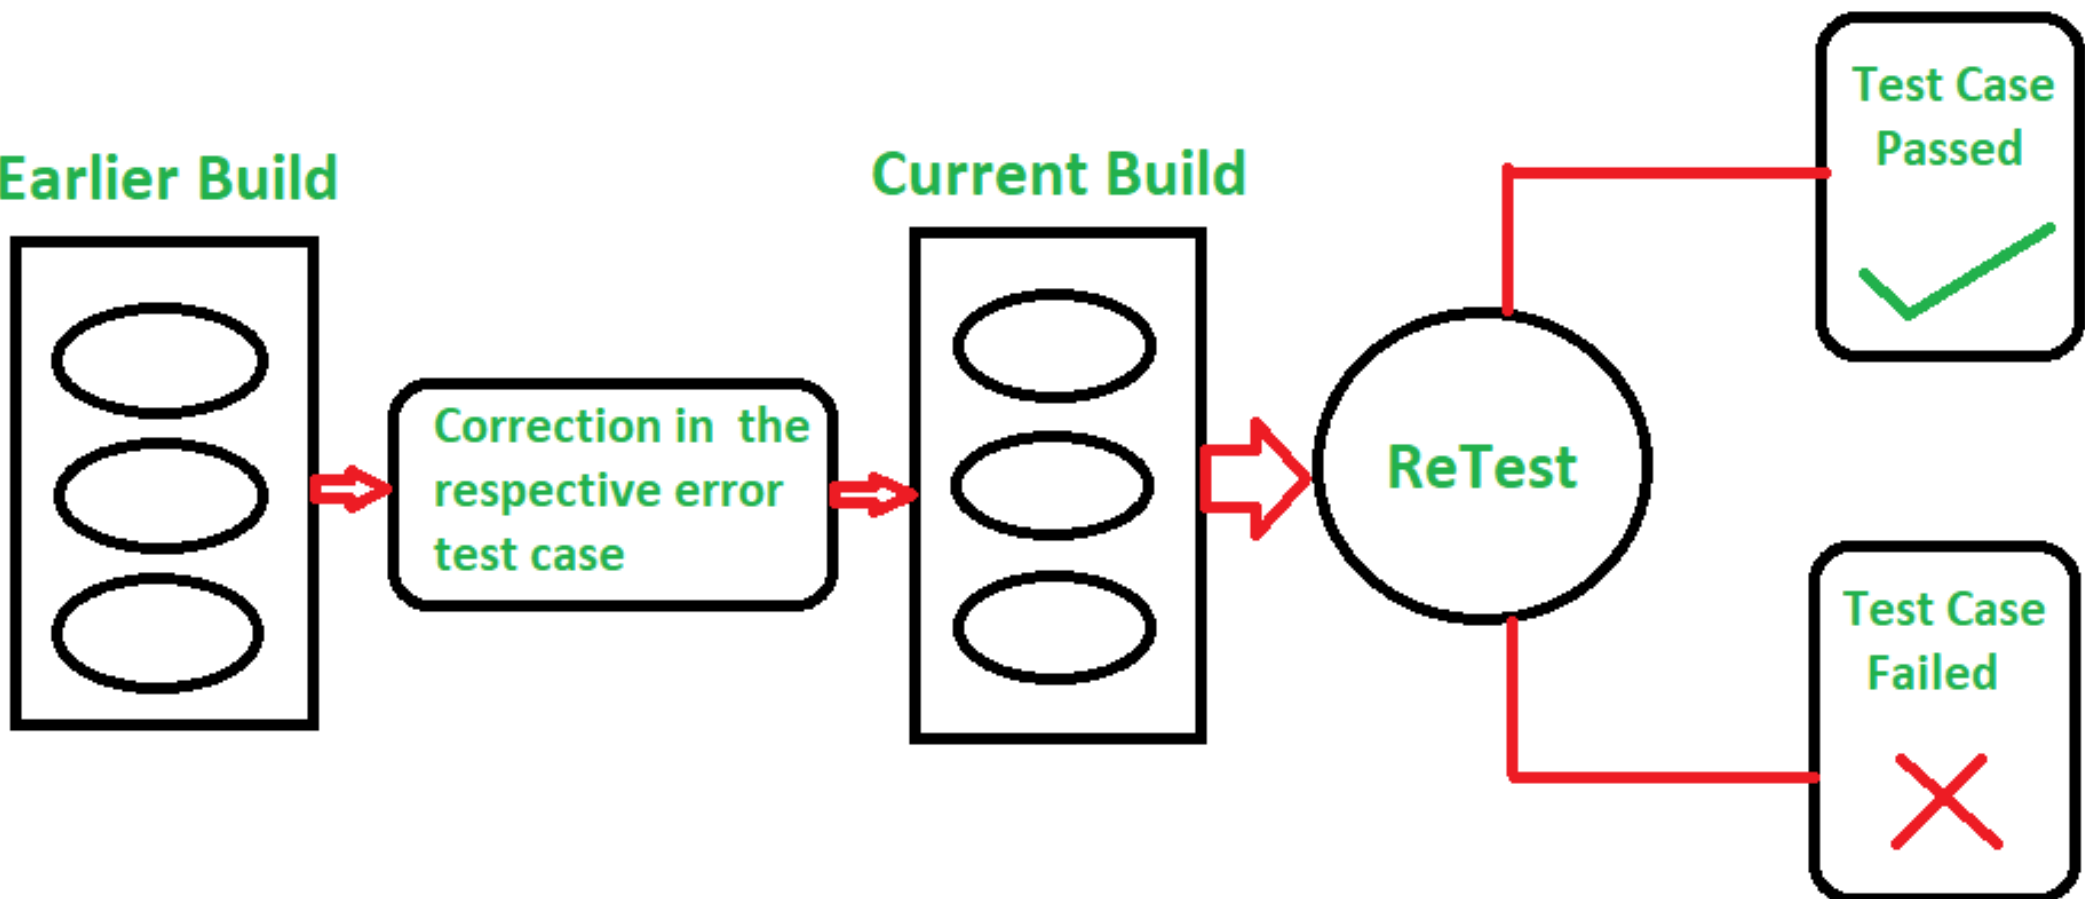 Earlier Build
Correction in the
respective error
test case
Current Build
ReTest
Test Case
Passed
Test Case
Failed